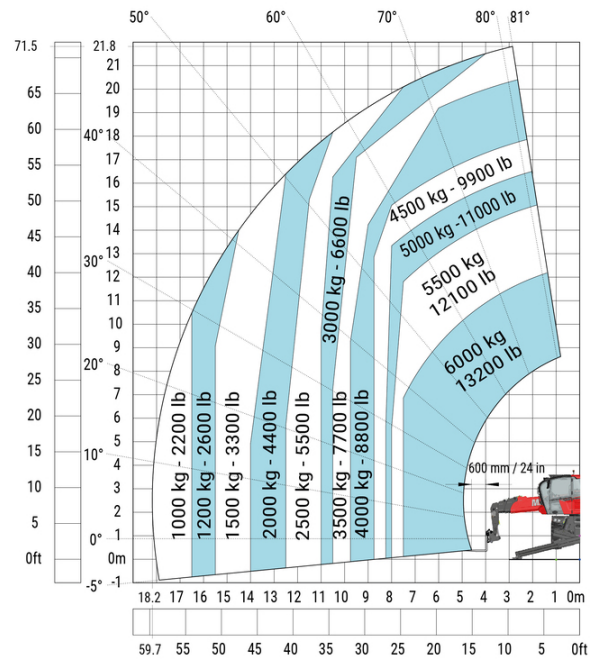 50° 60° 70° 80° 81°
71.5 21.8
21
65 20
19
60 40° 18
17
55 16
50 15
14
45 13
30° 12
40 11
35 10
30 9
8
25 20° 7
20 6
5
15 10° 4
10 3
2
5 0° 1
0ft 0m
-5° -1
1000 kg - 2200 lb
1200 kg - 2600 lb
1500 kg - 3300 lb
2000 kg - 4400 lb
2500 kg - 5500 lb
3000 kg - 6600 lb
3500 kg - 7700 lb
4000 kg - 8800 lb
4500 kg - 9900 lb
5000 kg -11000 lb
5500 kg
12100 lb
6000 kg
13200 lb
600 mm / 24 in
18.2 17 16 15 14 13 12 11 10 9 8 7 6 5 4 3 2 1 0m
59.7 55 50 45 40 35 30 25 20 15 10 5 0ft